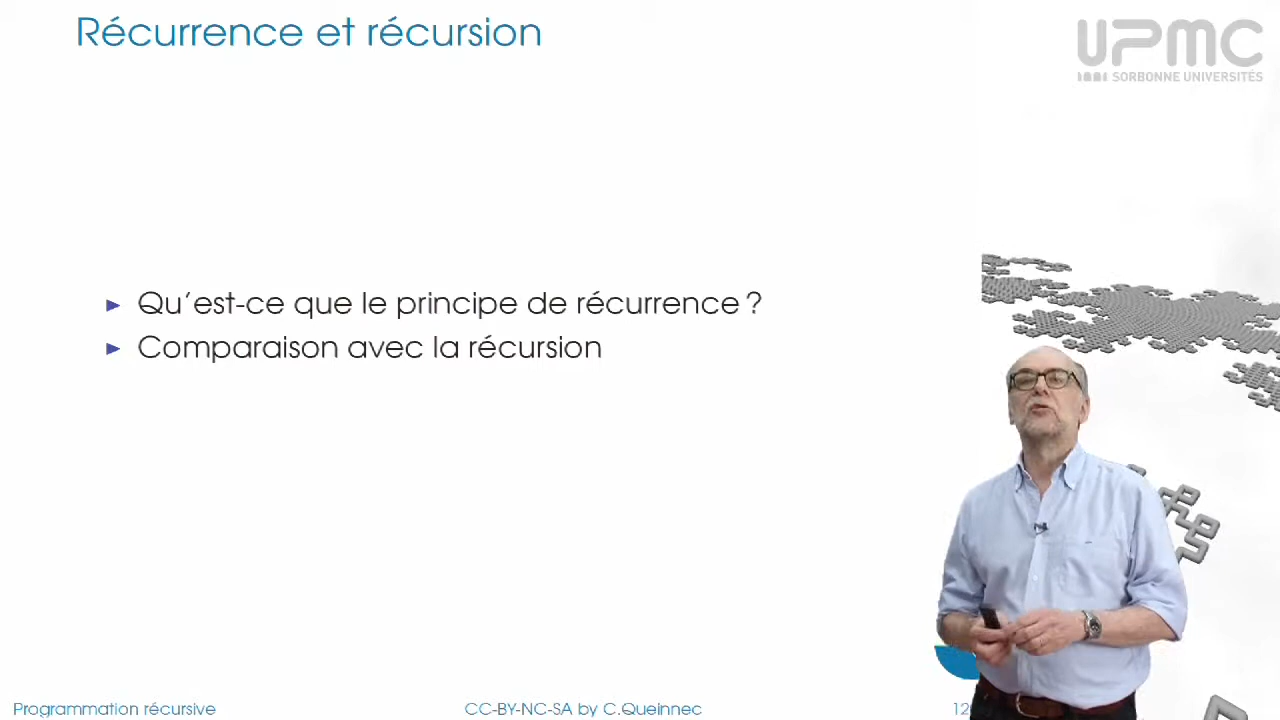 Récurrence et récursion
UPMC
SORBONNE UNIVERSITÉS
► Qu'est-ce que le principe de récurrence ?
► Comparaison avec la récursion
Programmation récursive
CC-BY-NC-SA by C.Queinnec